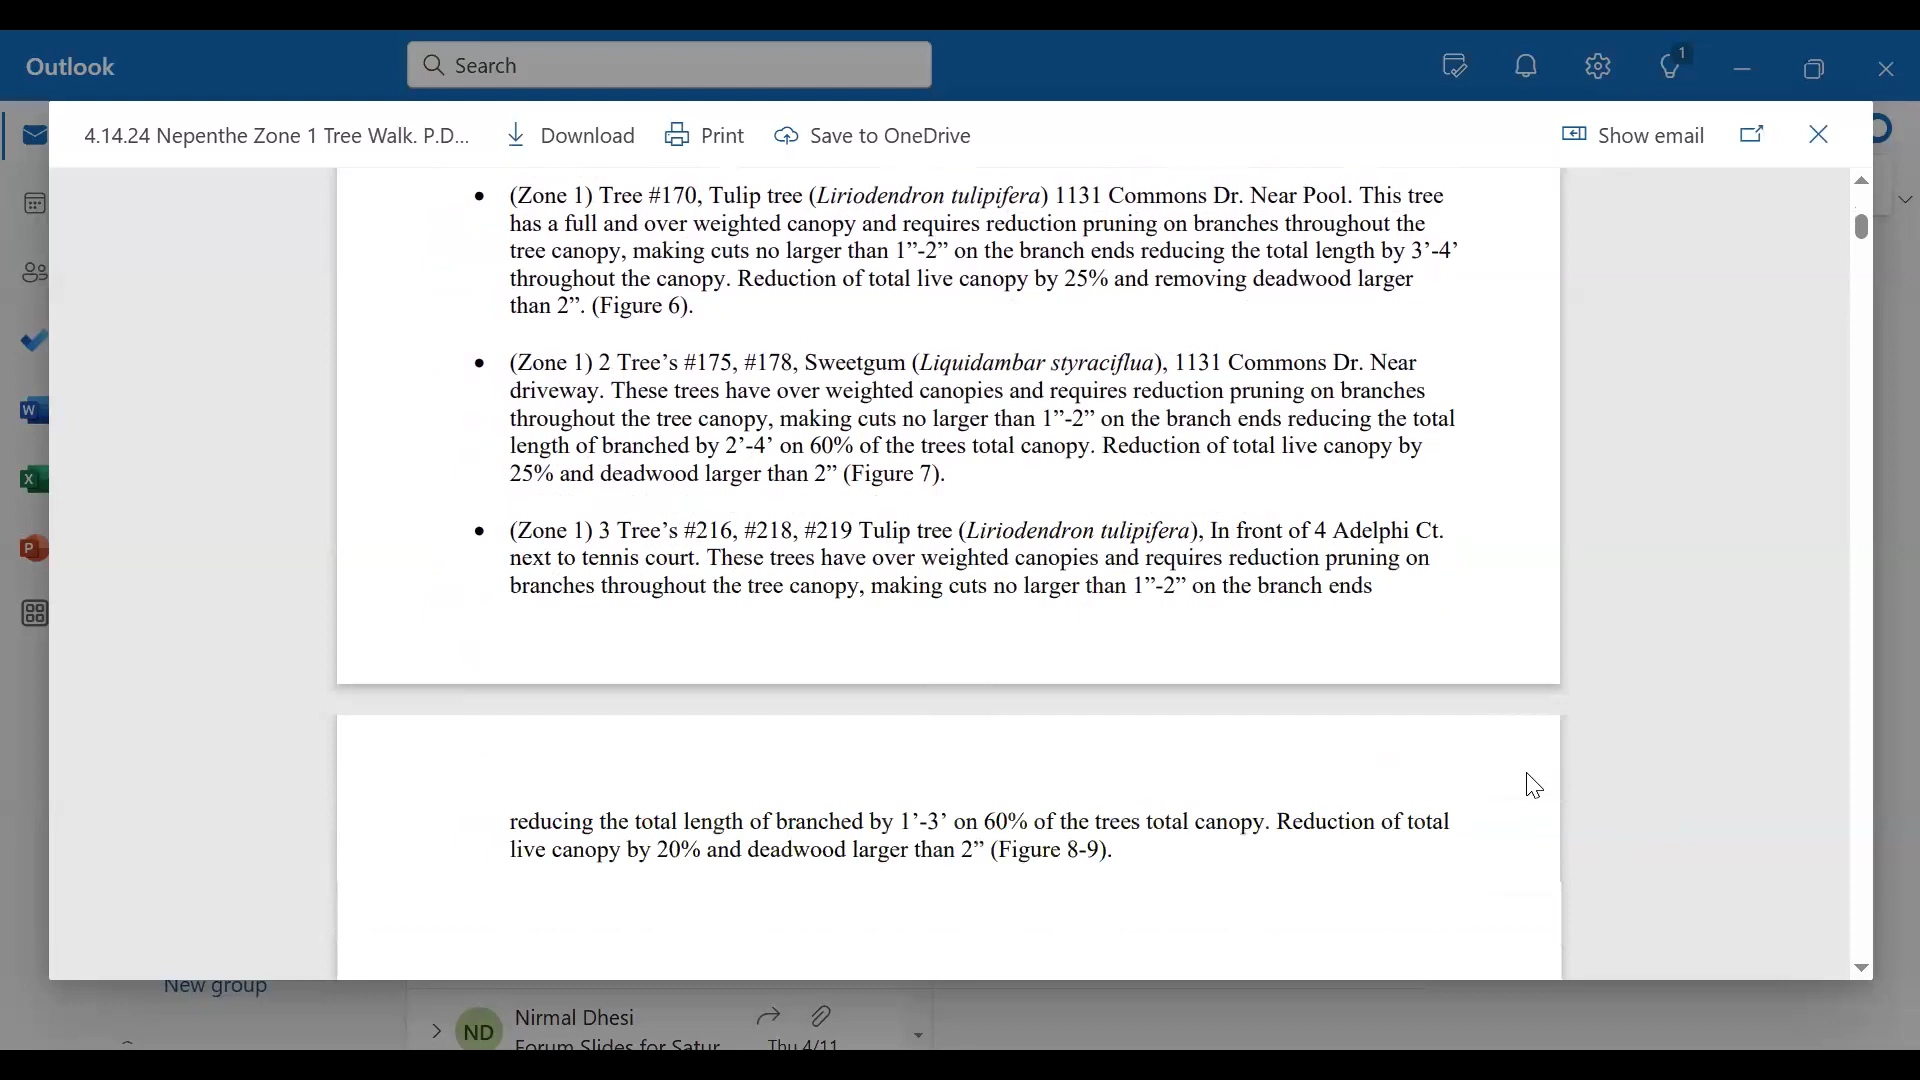 Outlook
Search
1
4.14.24 Nepenthe Zone 1 Tree Walk. P.D...
Download
Print
Save to OneDrive
Show email
• (Zone 1) Tree #170, Tulip tree (Liriodendron tulipifera) 1131 Commons Dr. Near Pool. This tree
has a full and over weighted canopy and requires reduction pruning on branches throughout the
tree canopy, making cuts no larger than 1”-2” on the branch ends reducing the total length by 3’-4’
throughout the canopy. Reduction of total live canopy by 25% and removing deadwood larger
than 2”. (Figure 6).
• (Zone 1) 2 Tree’s #175, #178, Sweetgum (Liquidambar styraciflua), 1131 Commons Dr. Near
driveway. These trees have over weighted canopies and requires reduction pruning on branches
throughout the tree canopy, making cuts no larger than 1”-2” on the branch ends reducing the total
length of branched by 2’-4’ on 60% of the trees total canopy. Reduction of total live canopy by
25% and deadwood larger than 2” (Figure 7).
• (Zone 1) 3 Tree’s #216, #218, #219 Tulip tree (Liriodendron tulipifera), In front of 4 Adelphi Ct.
next to tennis court. These trees have over weighted canopies and requires reduction pruning on
branches throughout the tree canopy, making cuts no larger than 1”-2” on the branch ends
reducing the total length of branched by 1’-3’ on 60% of the trees total canopy. Reduction of total
live canopy by 20% and deadwood larger than 2” (Figure 8-9).
W
X
P
New group
ND
Nirmal Dhesi
Forum Slides for Satur
Thu 4/11